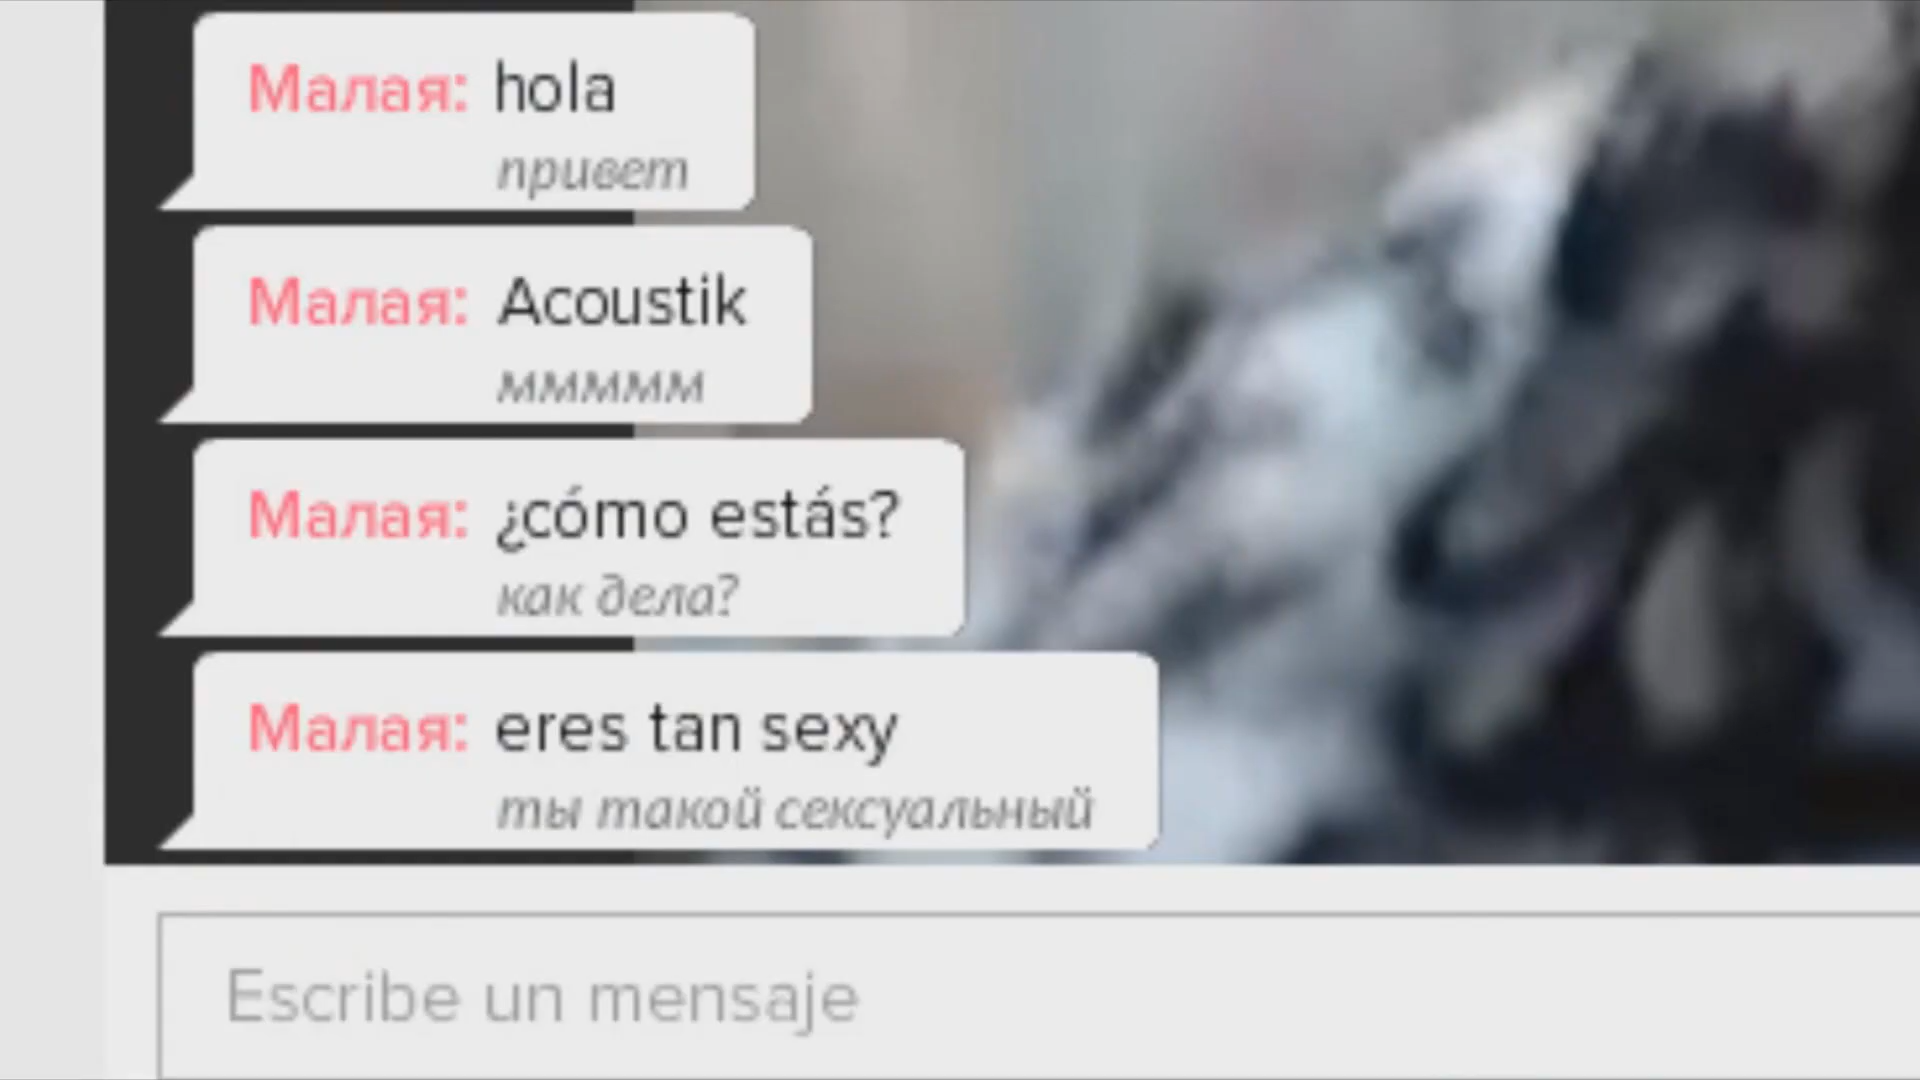 Малая: hola
привет
Малая: Acoustik
ммммм
Малая: ¿cómo estás?
как дела?
Малая: eres tan sexy
ты такой сексуальный
Escribe un mensaje